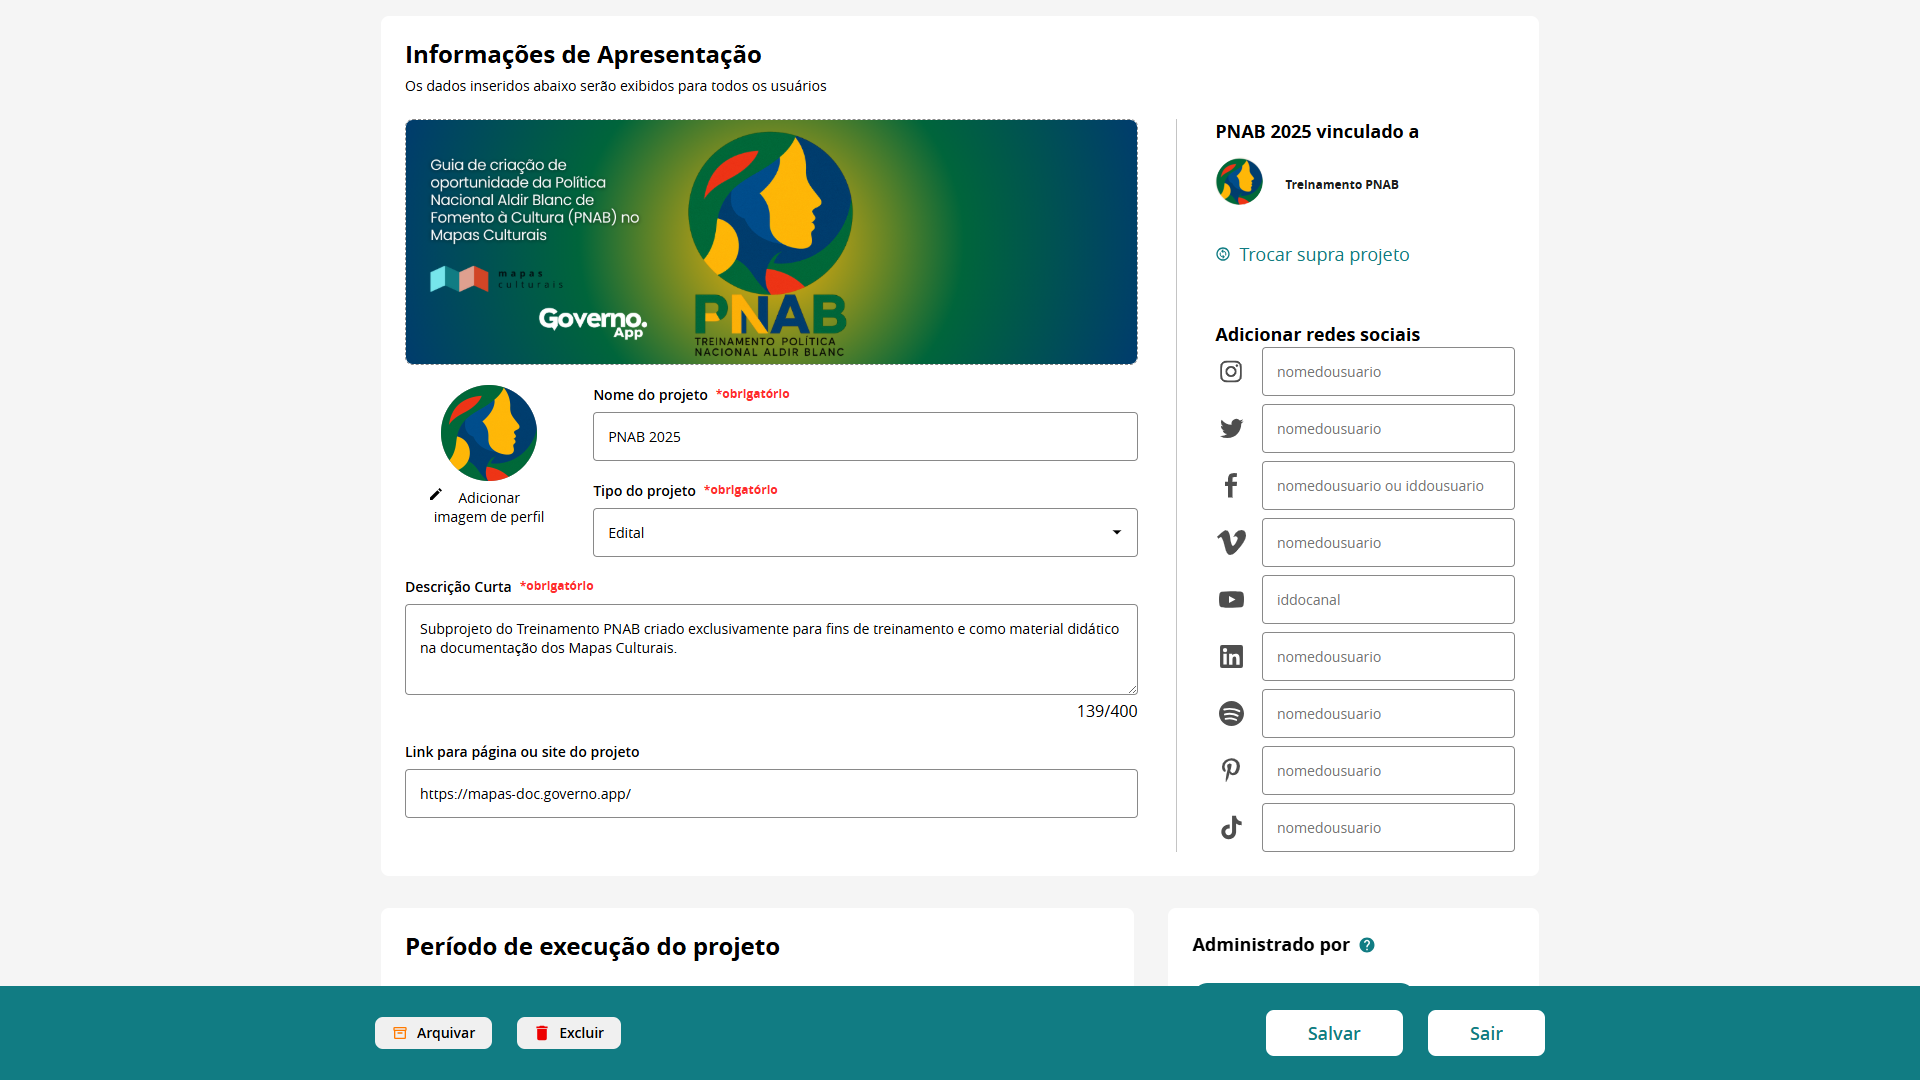 Informações de Apresentação
Os dados inseridos abaixo serão exibidos para todos os usuários
Guia de criação de
oportunidade da Política
Nacional Aldir Blanc de
Fomento à Cultura (PNAB) no
Mapas Culturais
mapas
culturais
Governo.
App
PNAB
TREINAMENTO POLÍTICA
NACIONAL ALDIR BLANC
Adicionar
imagem de perfil
Nome do projeto *obrigatório
PNAB 2025
Tipo do projeto *obrigatório
Edital
Descrição Curta *obrigatório
Subprojeto do Treinamento PNAB criado exclusivamente para fins de treinamento e como material didático
na documentação dos Mapas Culturais.
139/400
Link para página ou site do projeto
https://mapas-doc.governo.app/
PNAB 2025 vinculado a
Treinamento PNAB
Trocar supra projeto
Adicionar redes sociais
nomedousuario
nomedousuario
nomedousuario ou iddousuario
nomedousuario
iddocanal
nomedousuario
nomedousuario
nomedousuario
nomedousuario
Período de execução do projeto
Administrado por ?
Arquivar
Excluir
Salvar
Sair